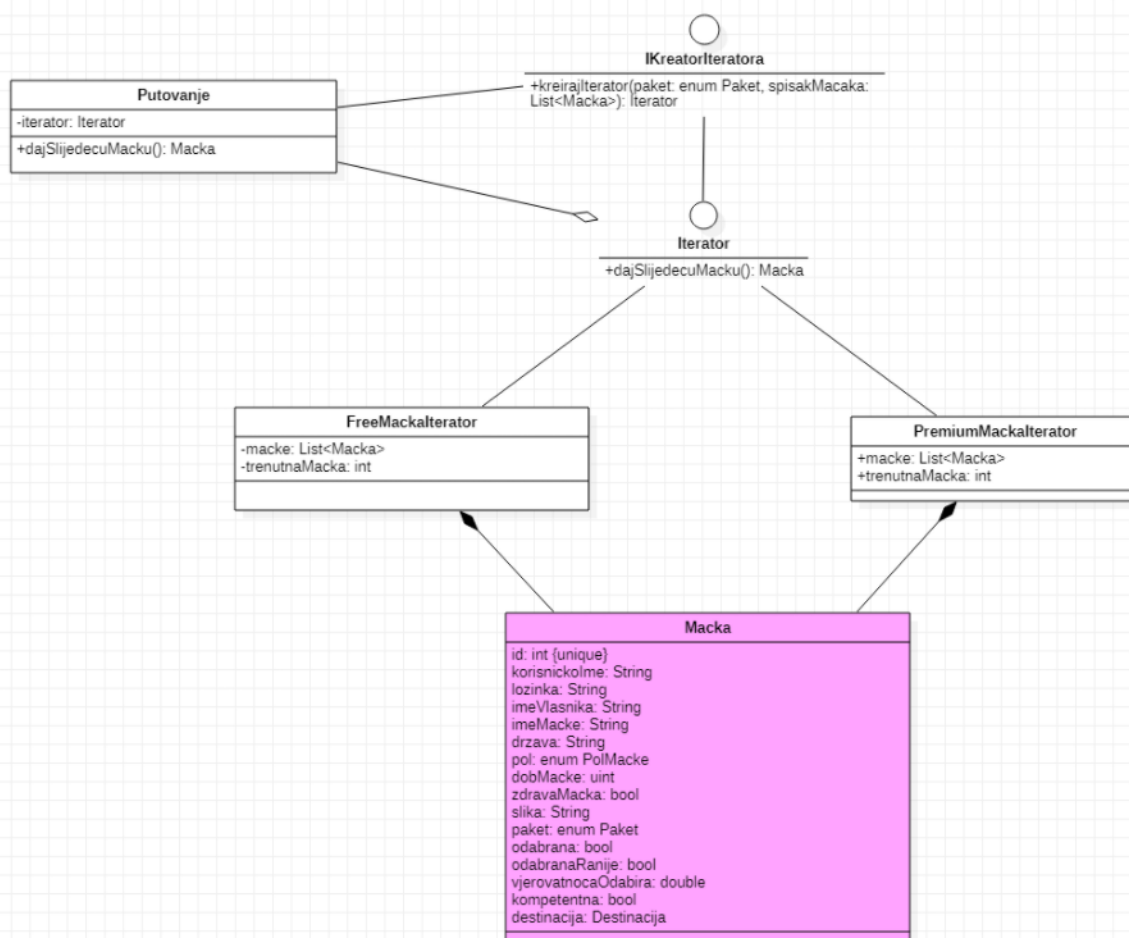 IKreatorIteratora
+kreirajIterator(paket: enum Paket, spisakMacaka:
List<Macka>): Iterator
Putovanje
-iterator: Iterator
+dajSlijedecuMacku(): Macka
Iterator
+dajSlijedecuMacku(): Macka
FreeMackaIterator
-macke: List<Macka>
-trenutnaMacka: int
PremiumMackaIterator
+macke: List<Macka>
+trenutnaMacka: int
Macka
id: int {unique}
korisnickoIme: String
lozinka: String
imeVlasnika: String
imeMacke: String
drzava: String
pol: enum PolMacke
dobMacke: uint
zdravaMacka: bool
slika: String
paket: enum Paket
odabrana: bool
odabranaRanije: bool
vjerovatnocaOdabira: double
kompetentna: bool
destinacija: Destinacija